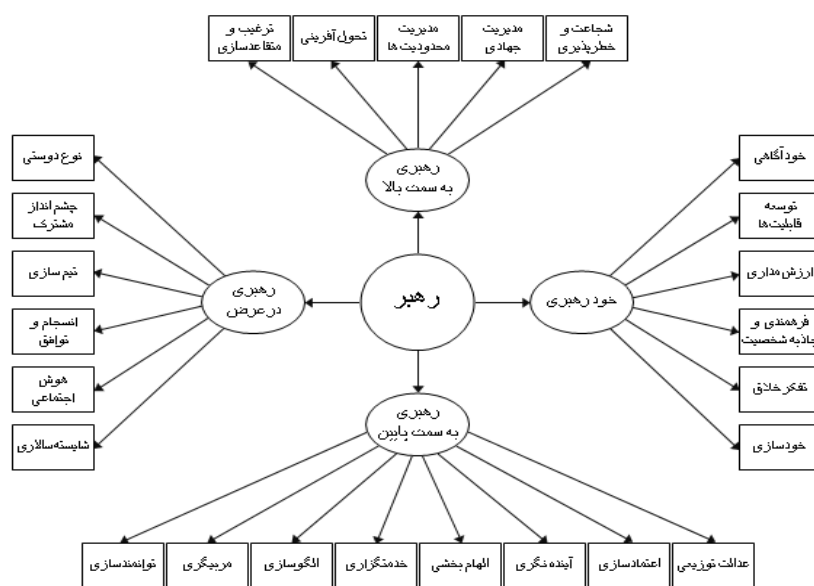 شجاعت و
خطرپذیری
مدیریت
جهادی
مدیریت
محدودیت‌ها
تحول آفرینی
ترغیب و
متقاعدسازی
رهبری
به سمت بالا
خودآگاهی
توسعه
قابلیت‌ها
ارزش مداری
فرهمندی و
جاذبه شخصیت
تفکر خلاق
خودسازی
خود رهبری
رهبر
رهبری
در عرض
نوع دوستی
چشم انداز
مشترک
تیم سازی
انسجام و
توافق
هوش
اجتماعی
شایسته‌سالاری
رهبری
به سمت پایین
عدالت توزیعی
اعتمادسازی
آینده‌نگری
الهام بخشی
خدمتگزاری
الگوسازی
مربیگری
توانمندسازی